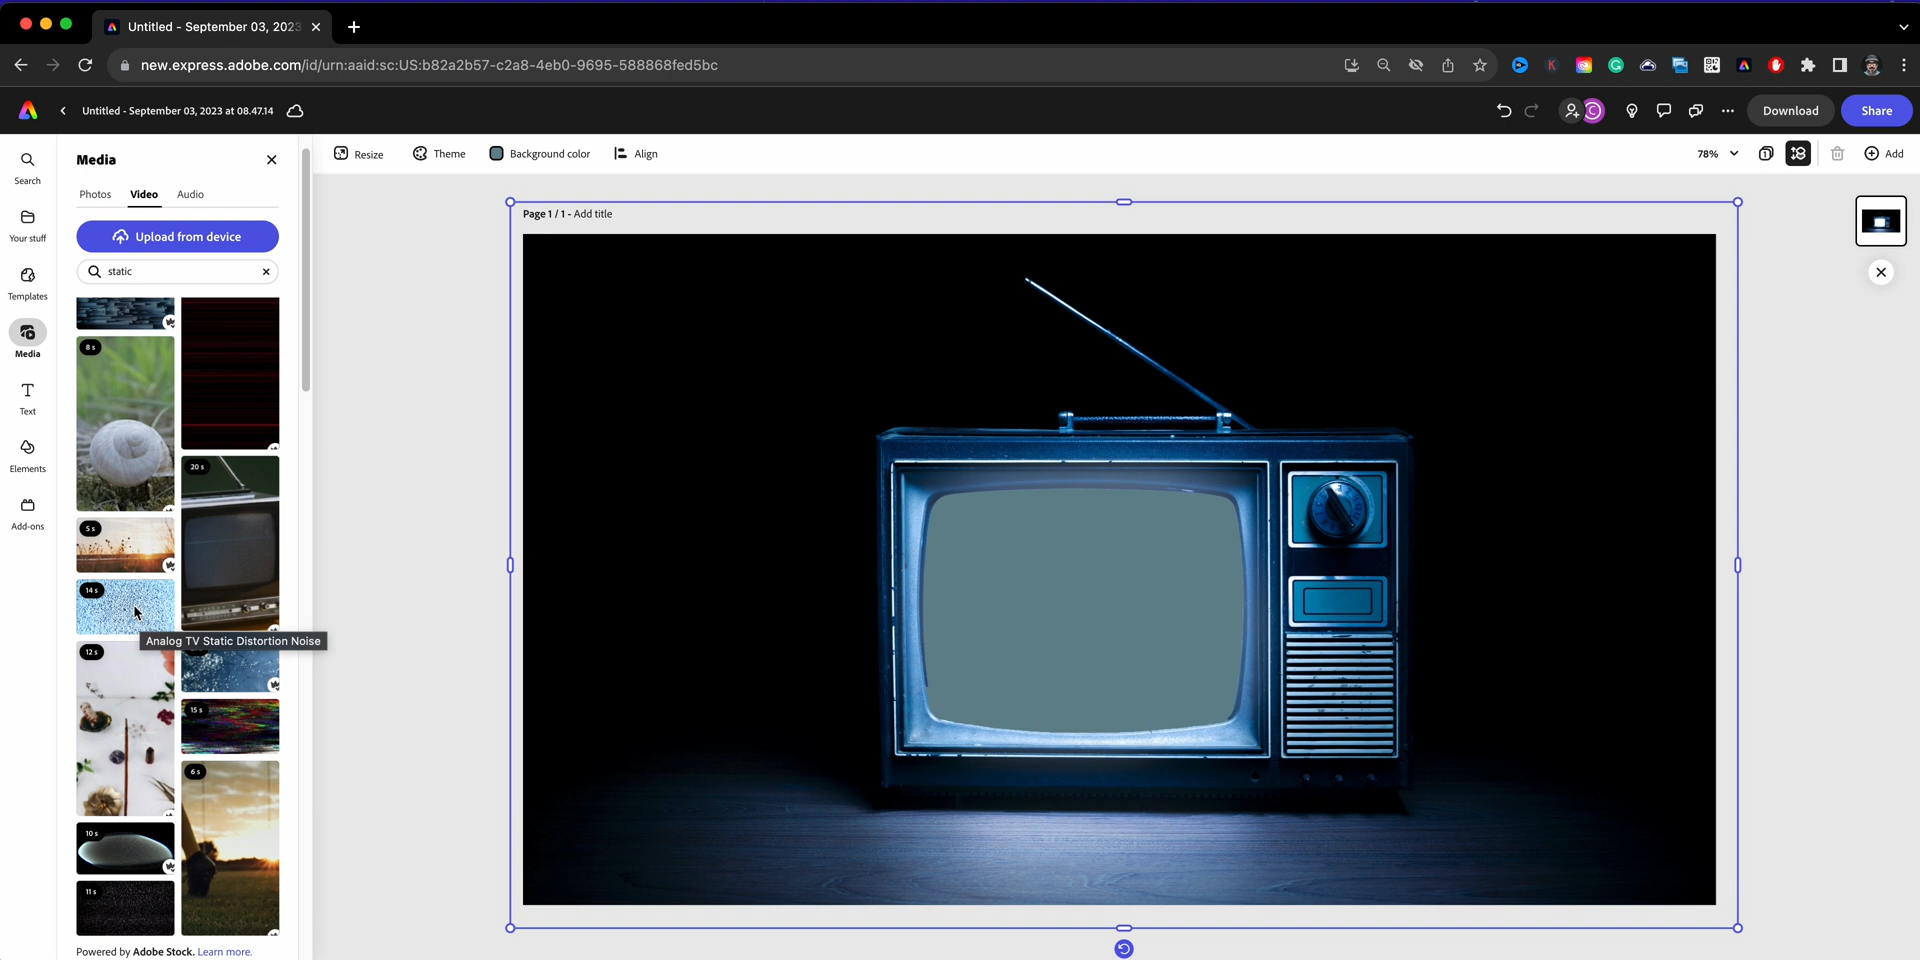 Untitled - September 03, 2023
new.express.adobe.com/id/urn:aaid:sc:US:b82a2b57-c2a8-4eb0-9695-588868fed5bc
Untitled - September 03, 2023 at 08.47.14
Download
Share
Search
Your stuff
Templates
Media
Text
Elements
Add-ons
Media
Photos
Video
Audio
Upload from device
static
8 s
20 s
5 s
14 s
Analog TV Static Distortion Noise
12 s
15 s
6 s
10 s
11 s
Powered by Adobe Stock. Learn more.
Resize
Theme
Background color
Align
78%
1
Add
Page 1 / 1 - Add title